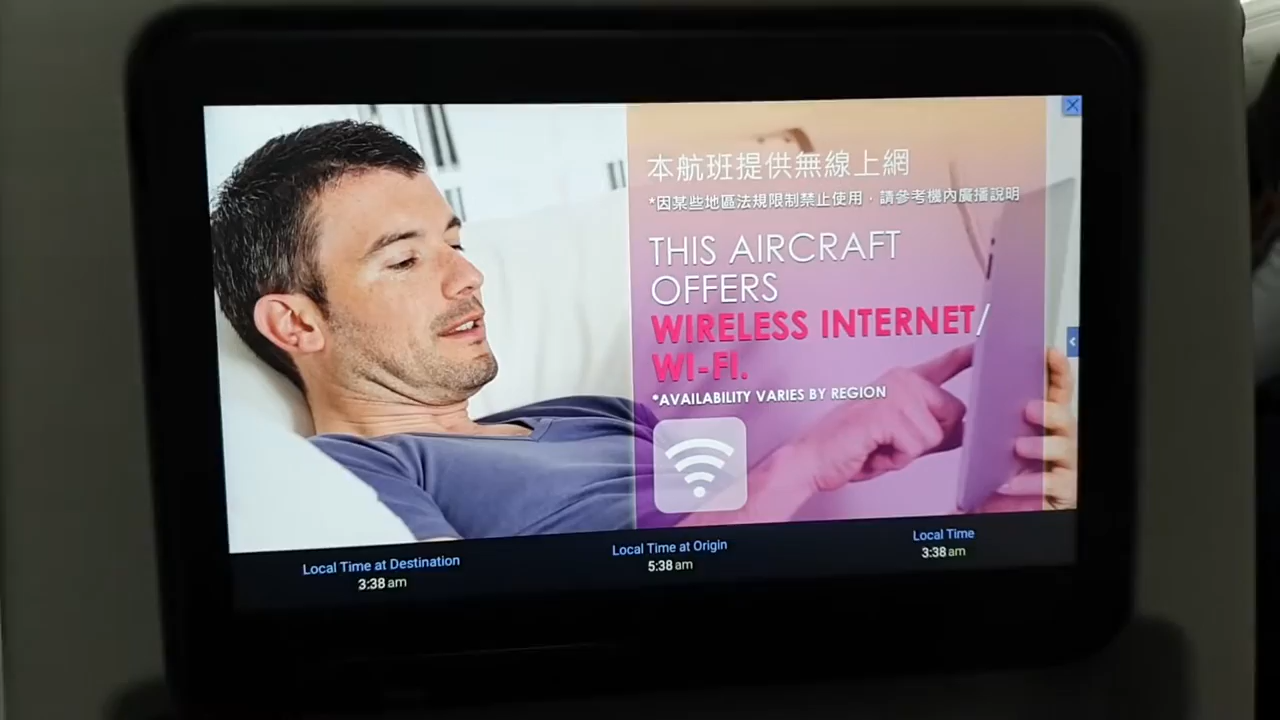 本航班提供無線上網
*因某些地區法規限制禁止使用，請參考機內廣播說明
THIS AIRCRAFT
OFFERS
WIRELESS INTERNET/
WI-FI.
*AVAILABILITY VARIES BY REGION
Local Time at Destination
3:38 am
Local Time at Origin
5:38 am
Local Time
3:38 am